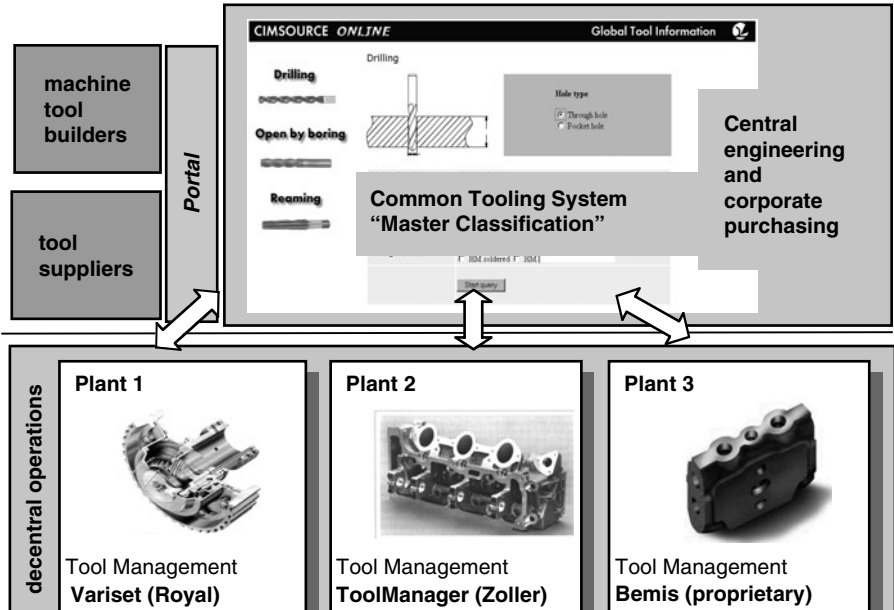 machine
tool
builders
tool
suppliers
Portal
CIMSOURCE ONLINE
Global Tool Information
Drilling
Drilling
Open by boring
Reaming
Hole type
Through hole
Pocket hole
Common Tooling System
“Master Classification”
HM soldered
HM
Start query
Central
engineering
and
corporate
purchasing
decentral operations
Plant 1
Tool Management
Variset (Royal)
Plant 2
Tool Management
ToolManager (Zoller)
Plant 3
Tool Management
Bemis (proprietary)